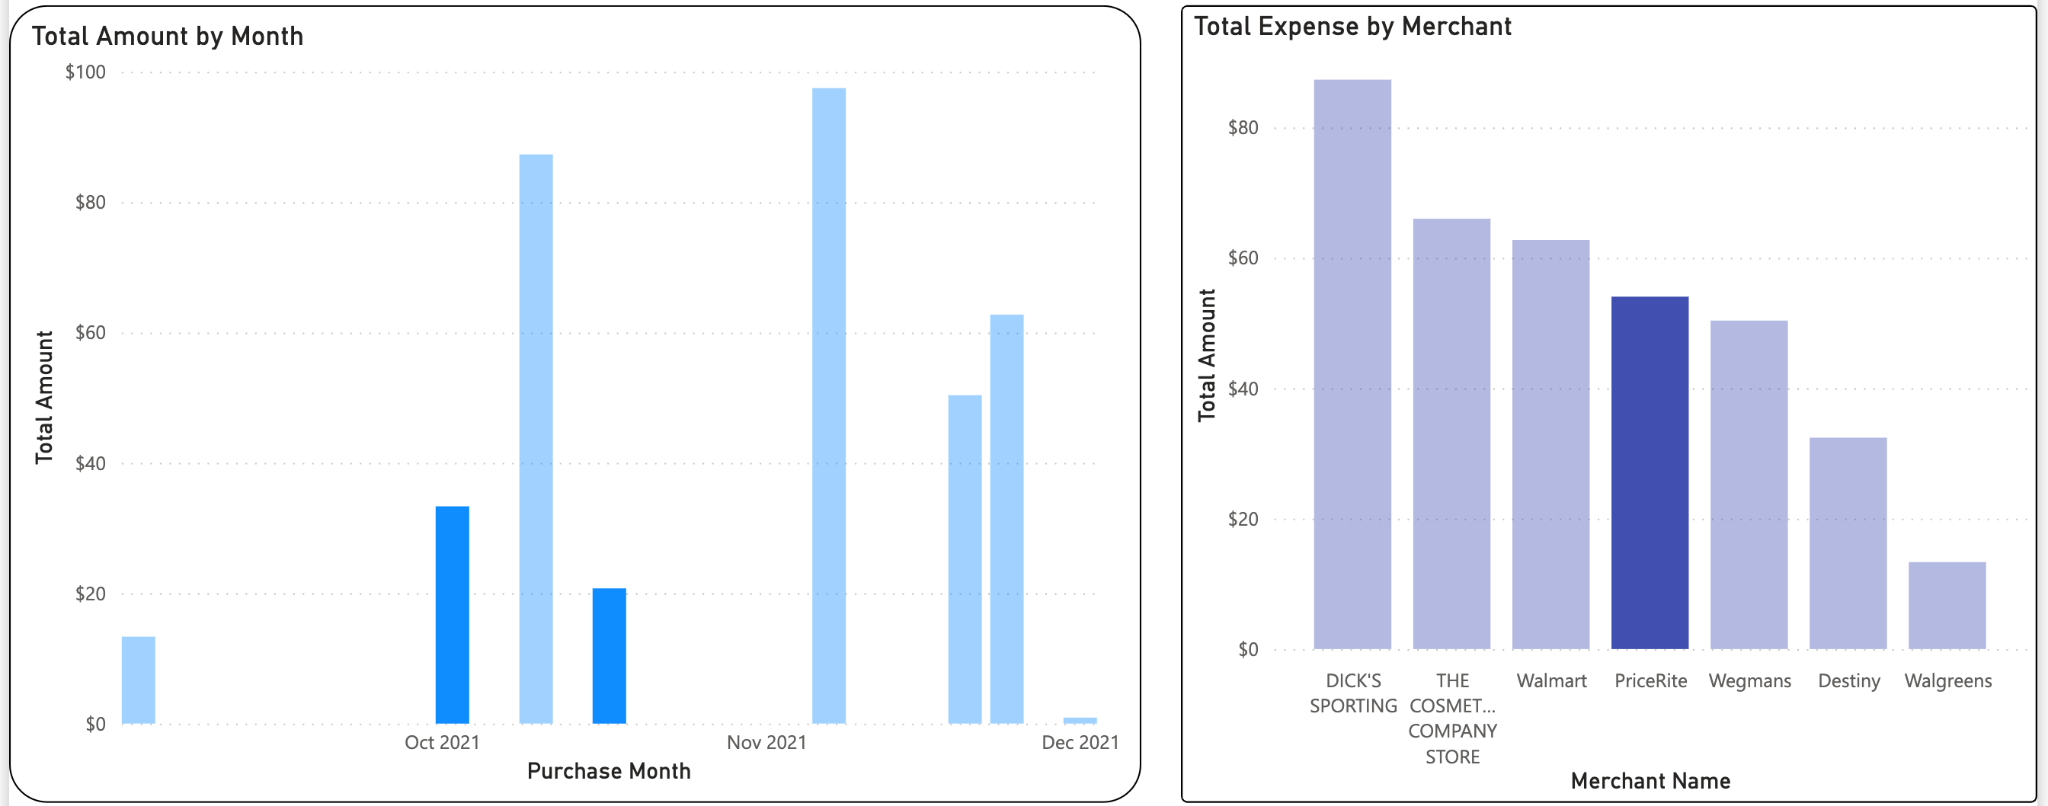 Total Amount by Month
$100
$80
$60
$40
$20
$0
Total Amount
Oct 2021
Nov 2021
Dec 2021
Purchase Month
Total Expense by Merchant
$80
$60
$40
$20
$0
Total Amount
DICK'S
SPORTING
THE
COSMET...
COMPANY
STORE
Walmart
PriceRite
Wegmans
Destiny
Walgreens
Merchant Name